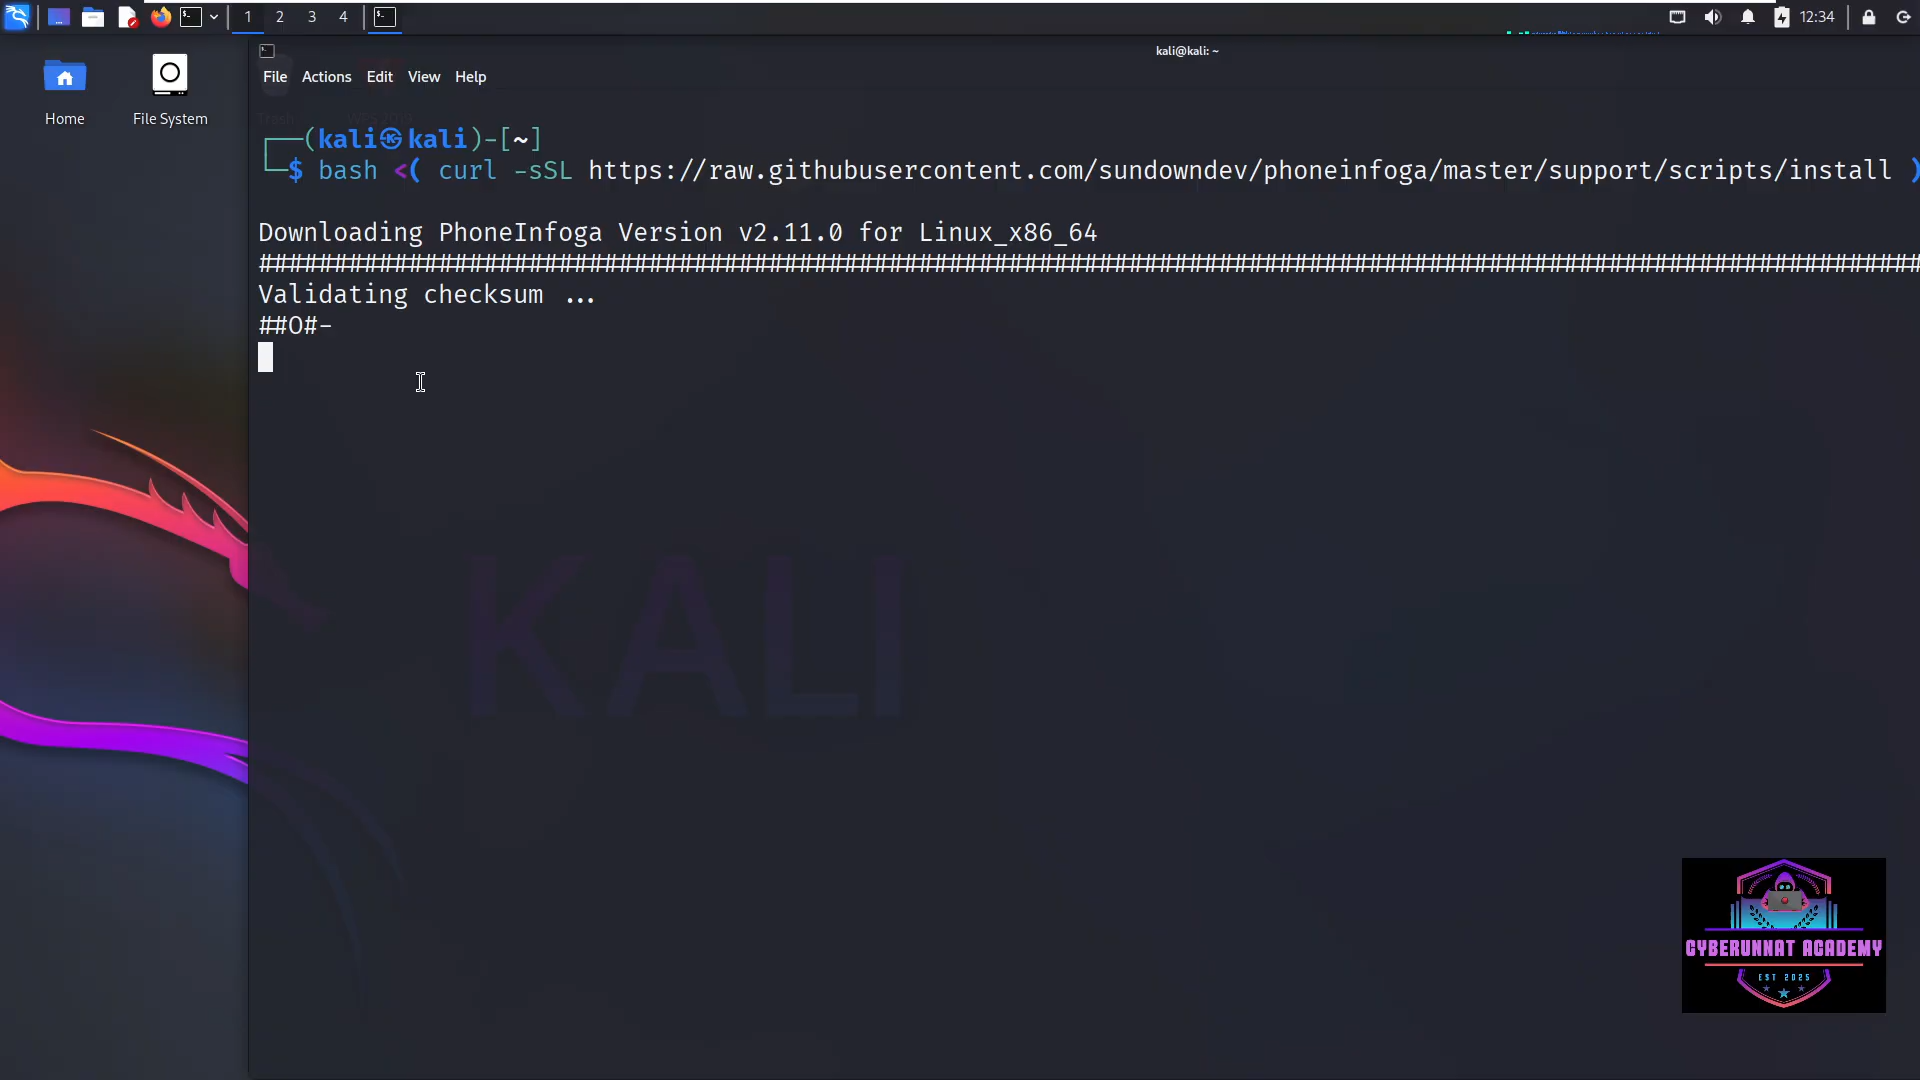 1 2 3 4
12:34
kali@kali: ~
File Actions Edit View Help
Home
File System
(kali㉿kali)-[~]
$ bash <( curl -sSL https://raw.githubusercontent.com/sundowndev/phoneinfoga/master/support/scripts/install )
Downloading PhoneInfoga Version v2.11.0 for Linux_x86_64
###############################################################################################################
Validating checksum ...
##O#-
KALI
CYBERUNNAT ACADEMY
EST 2025